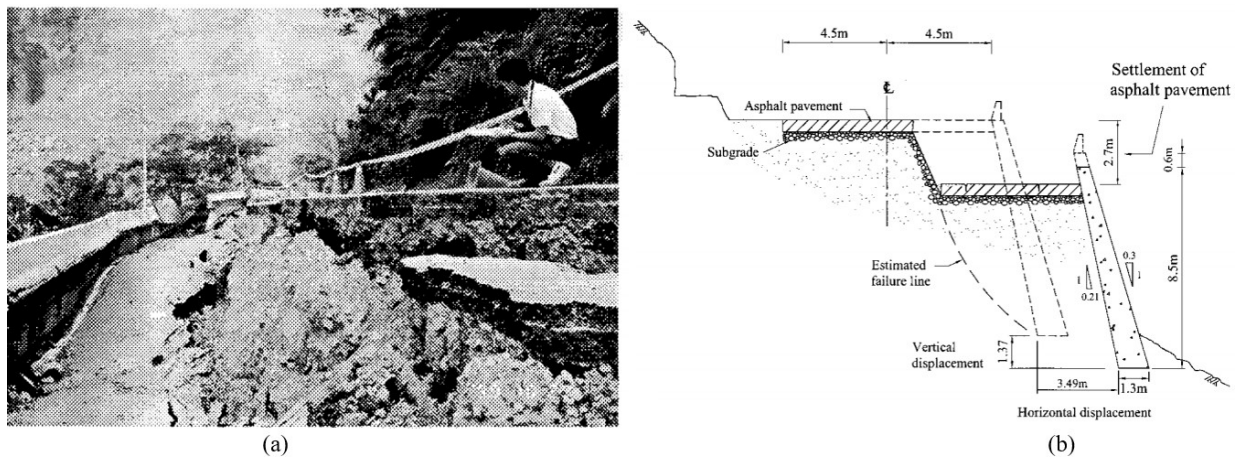 4.5m 4.5m
℄
Settlement of
asphalt pavement
Asphalt pavement
Subgrade
2.7m
0.6m
Estimated
failure line
1
0.21
0.3
1
8.5m
Vertical
displacement
1.37
3.49m 1.3m
Horizontal displacement
(a) (b)